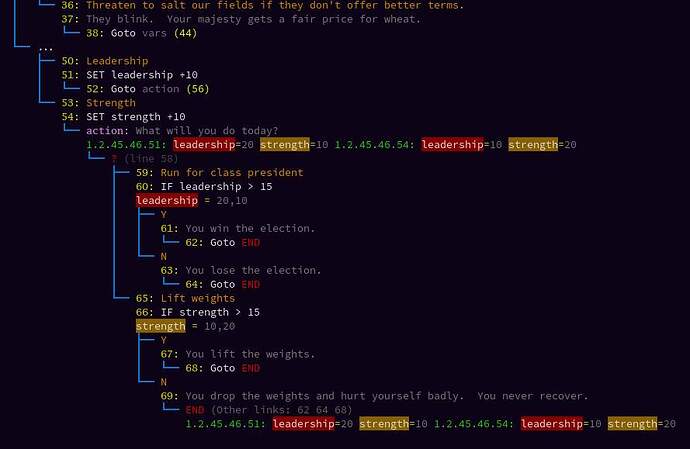 36: Threaten to salt our fields if they don't offer better terms.
37: They blink.  Your majesty gets a fair price for wheat.
38: Goto vars (44)
...
50: Leadership
51: SET leadership +10
52: Goto action (56)
53: Strength
54: SET strength +10
action: What will you do today?
1.2.45.46.51: leadership=20 strength=10 1.2.45.46.54: leadership=10 strength=20
? (line 58)
59: Run for class president
60: IF leadership > 15
leadership = 20,10
Y
61: You win the election.
62: Goto END
N
63: You lose the election.
64: Goto END
65: Lift weights
66: IF strength > 15
strength = 10,20
Y
67: You lift the weights.
68: Goto END
N
69: You drop the weights and hurt yourself badly.  You never recover.
END (Other links: 62 64 68)
1.2.45.46.51: leadership=20 strength=10 1.2.45.46.54: leadership=10 strength=20